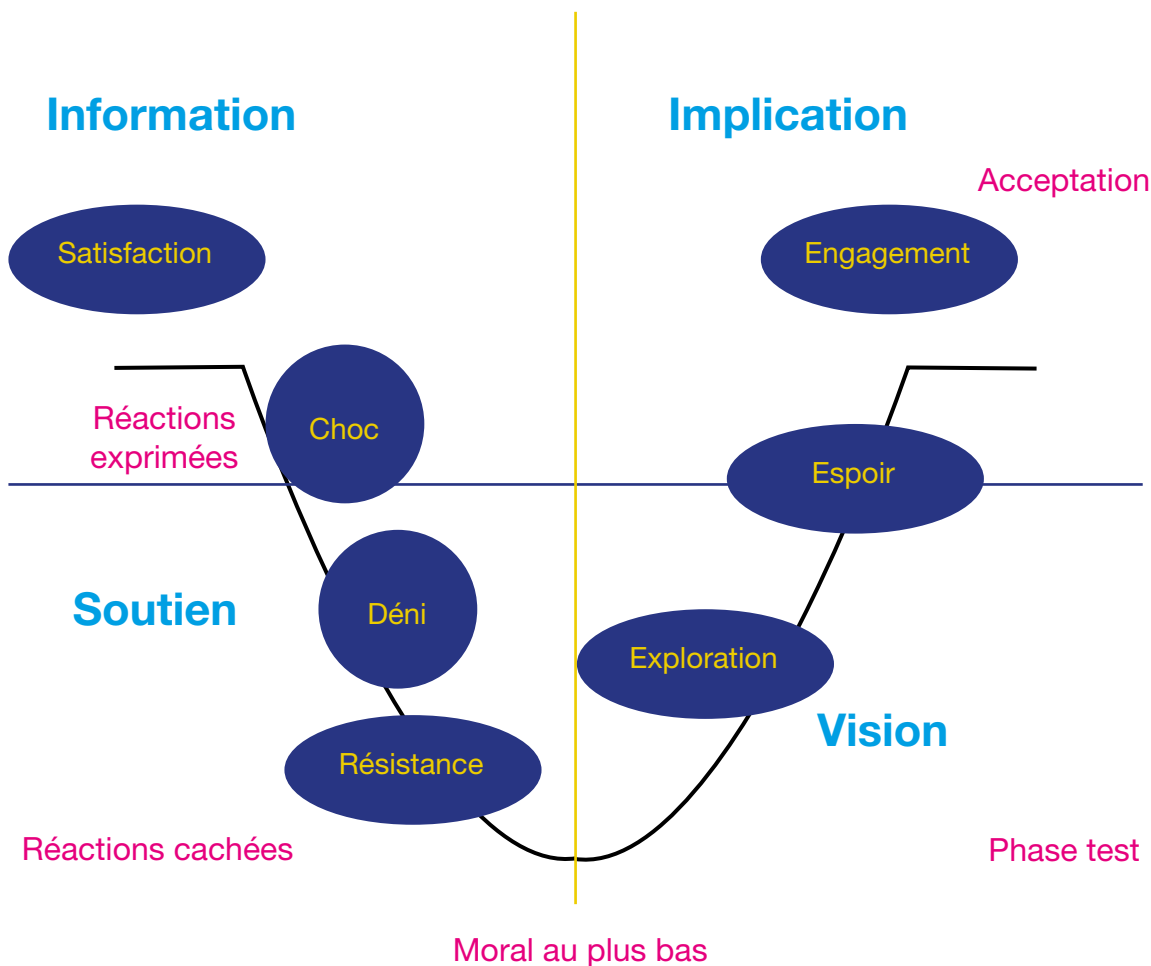 Information
Implication
Acceptation
Satisfaction
Engagement
Réactions
exprimées
Choc
Espoir
Soutien
Déni
Exploration
Vision
Résistance
Réactions cachées
Phase test
Moral au plus bas